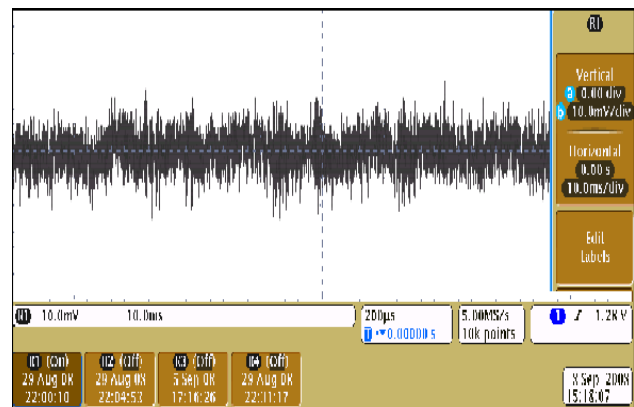 R1
Vertical
a 0.00 div
b 10.0mV/div
Horizontal
0.00 s
10.0ms/div
Edit
Labels
R1 10.0mV 10.0ms
200µs
T 0.00000 s
5.00MS/s
10k points
1 1.28 V
R1 (On)
29 Aug 08
22:00:10
R2 (Off)
29 Aug 08
22:04:53
R3 (Off)
5 Sep 08
17:16:26
R4 (Off)
29 Aug 08
22:11:17
8 Sep 2008
15:18:07